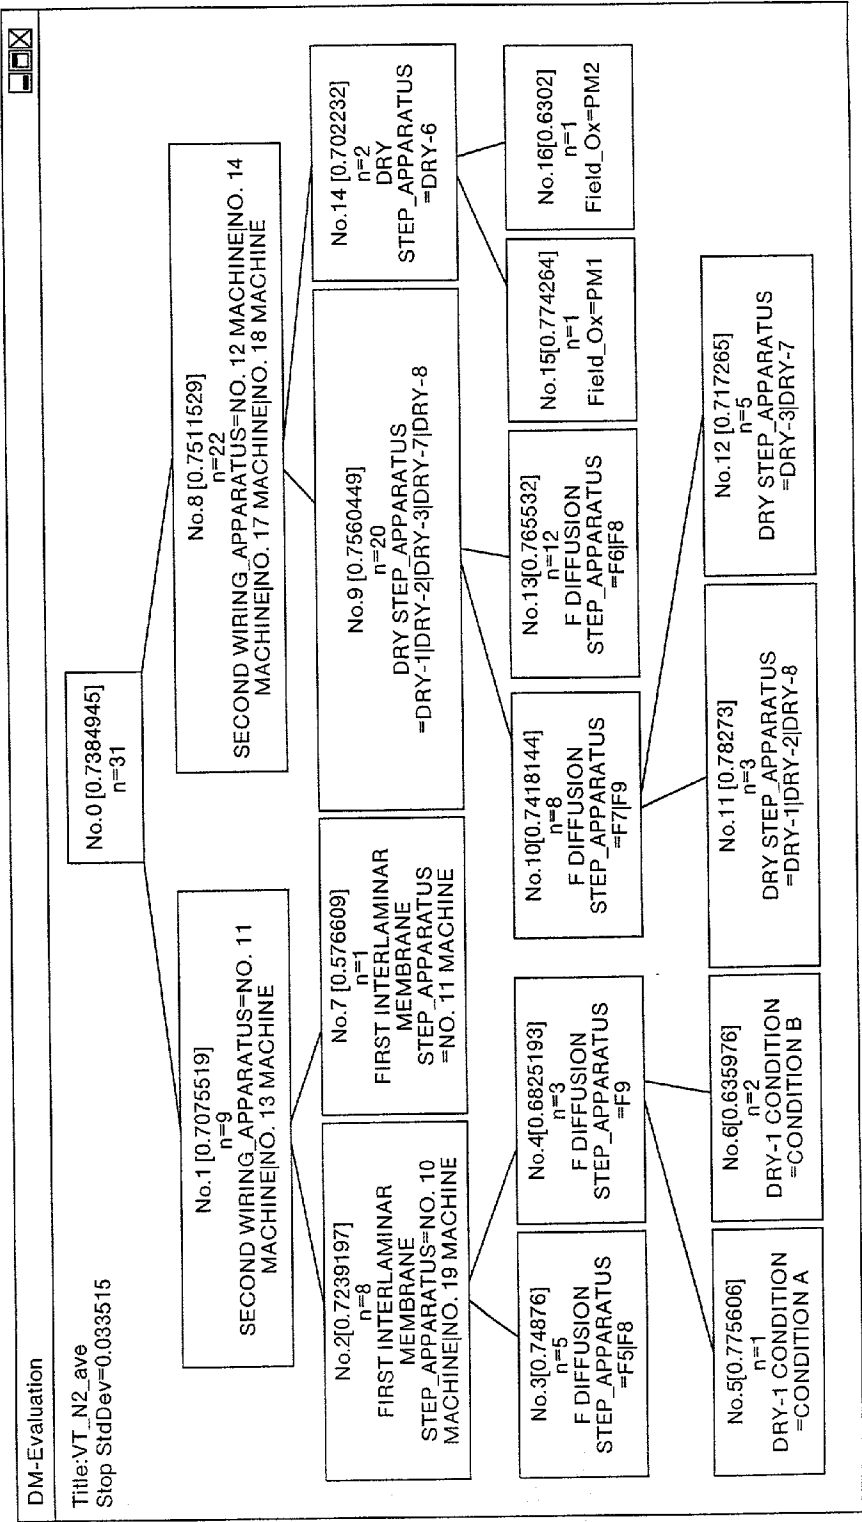 DM-Evaluation
Title:VT_N2_ave
Stop StdDev=0.033515
No.0 [0.7384945]
n=31
No.1 [0.7075519]
n=9
SECOND WIRING_APPARATUS=NO. 11
MACHINE|NO. 13 MACHINE
No.8 [0.7511529]
n=22
SECOND WIRING_APPARATUS=NO. 12 MACHINE|NO. 14
MACHINE|NO. 17 MACHINE|NO. 18 MACHINE
No.2[0.7239197]
n=8
FIRST INTERLAMINAR
MEMBRANE
STEP_APPARATUS=NO. 10
MACHINE|NO. 19 MACHINE
No.7 [0.576609]
n=1
FIRST INTERLAMINAR
MEMBRANE
STEP_APPARATUS
=NO. 11 MACHINE
No.9 [0.7560449]
n=20
DRY STEP_APPARATUS
=DRY-1|DRY-2|DRY-3|DRY-7|DRY-8
No.14 [0.702232]
n=2
DRY
STEP_APPARATUS
=DRY-6
No.3[0.74876]
n=5
F DIFFUSION
STEP_APPARATUS
=F5|F8
No.4[0.6825193]
n=3
F DIFFUSION
STEP_APPARATUS
=F9
No.10[0.7418144]
n=8
F DIFFUSION
STEP_APPARATUS
=F7|F9
No.13[0.765532]
n=12
F DIFFUSION
STEP_APPARATUS
=F6|F8
No.15[0.774264]
n=1
Field_Ox=PM1
No.16[0.6302]
n=1
Field_Ox=PM2
No.5[0.775606]
n=1
DRY-1 CONDITION
=CONDITION A
No.6[0.635976]
n=2
DRY-1 CONDITION
=CONDITION B
No.11 [0.78273]
n=3
DRY STEP_APPARATUS
=DRY-1|DRY-2|DRY-8
No.12 [0.717265]
n=5
DRY STEP_APPARATUS
=DRY-3|DRY-7